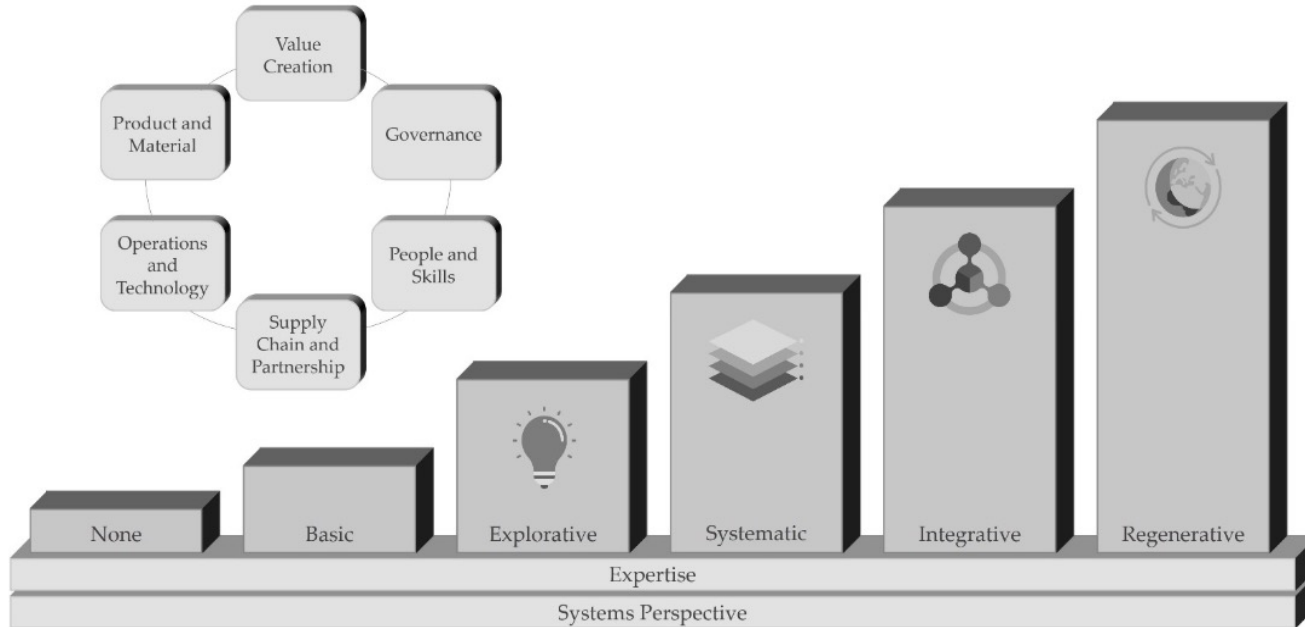 Value
Creation
Product and
Material
Governance
Operations
and
Technology
People and
Skills
Supply
Chain and
Partnership
None
Basic
Explorative
Systematic
Integrative
Regenerative
Expertise
Systems Perspective